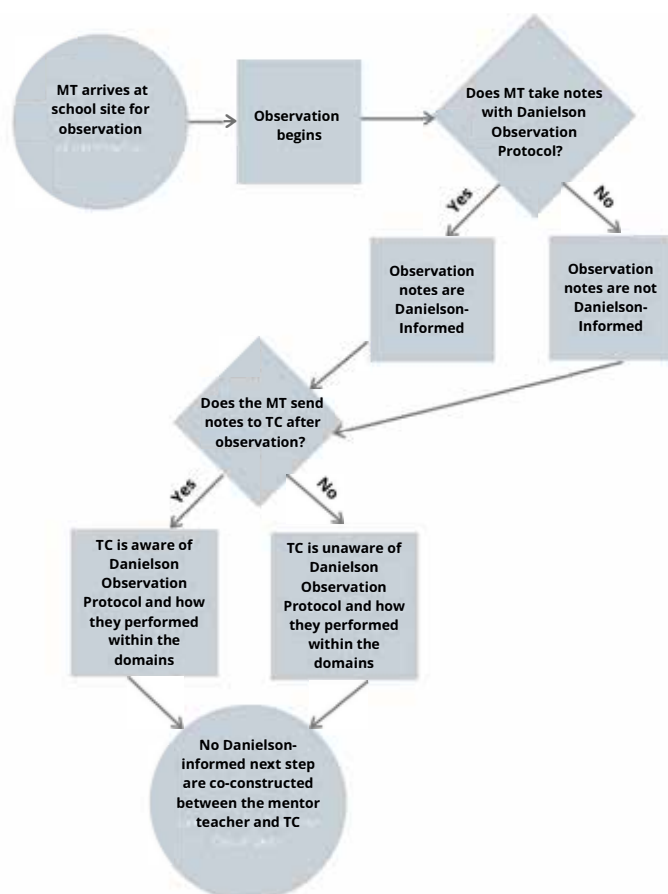 MT arrives at
school site for
observation
Observation
begins
Does MT take notes
with Danielson
Observation
Protocol?
Yes
No
Observation
notes are
Danielson-
Informed
Observation
notes are not
Danielson-
Informed
Does the MT send
notes to TC after
observation?
Yes
No
TC is aware of
Danielson
Observation
Protocol and how
they performed
within the
domains
TC is unaware of
Danielson
Observation
Protocol and how
they performed
within the
domains
No Danielson-
informed next step
are co-constructed
between the mentor
teacher and TC